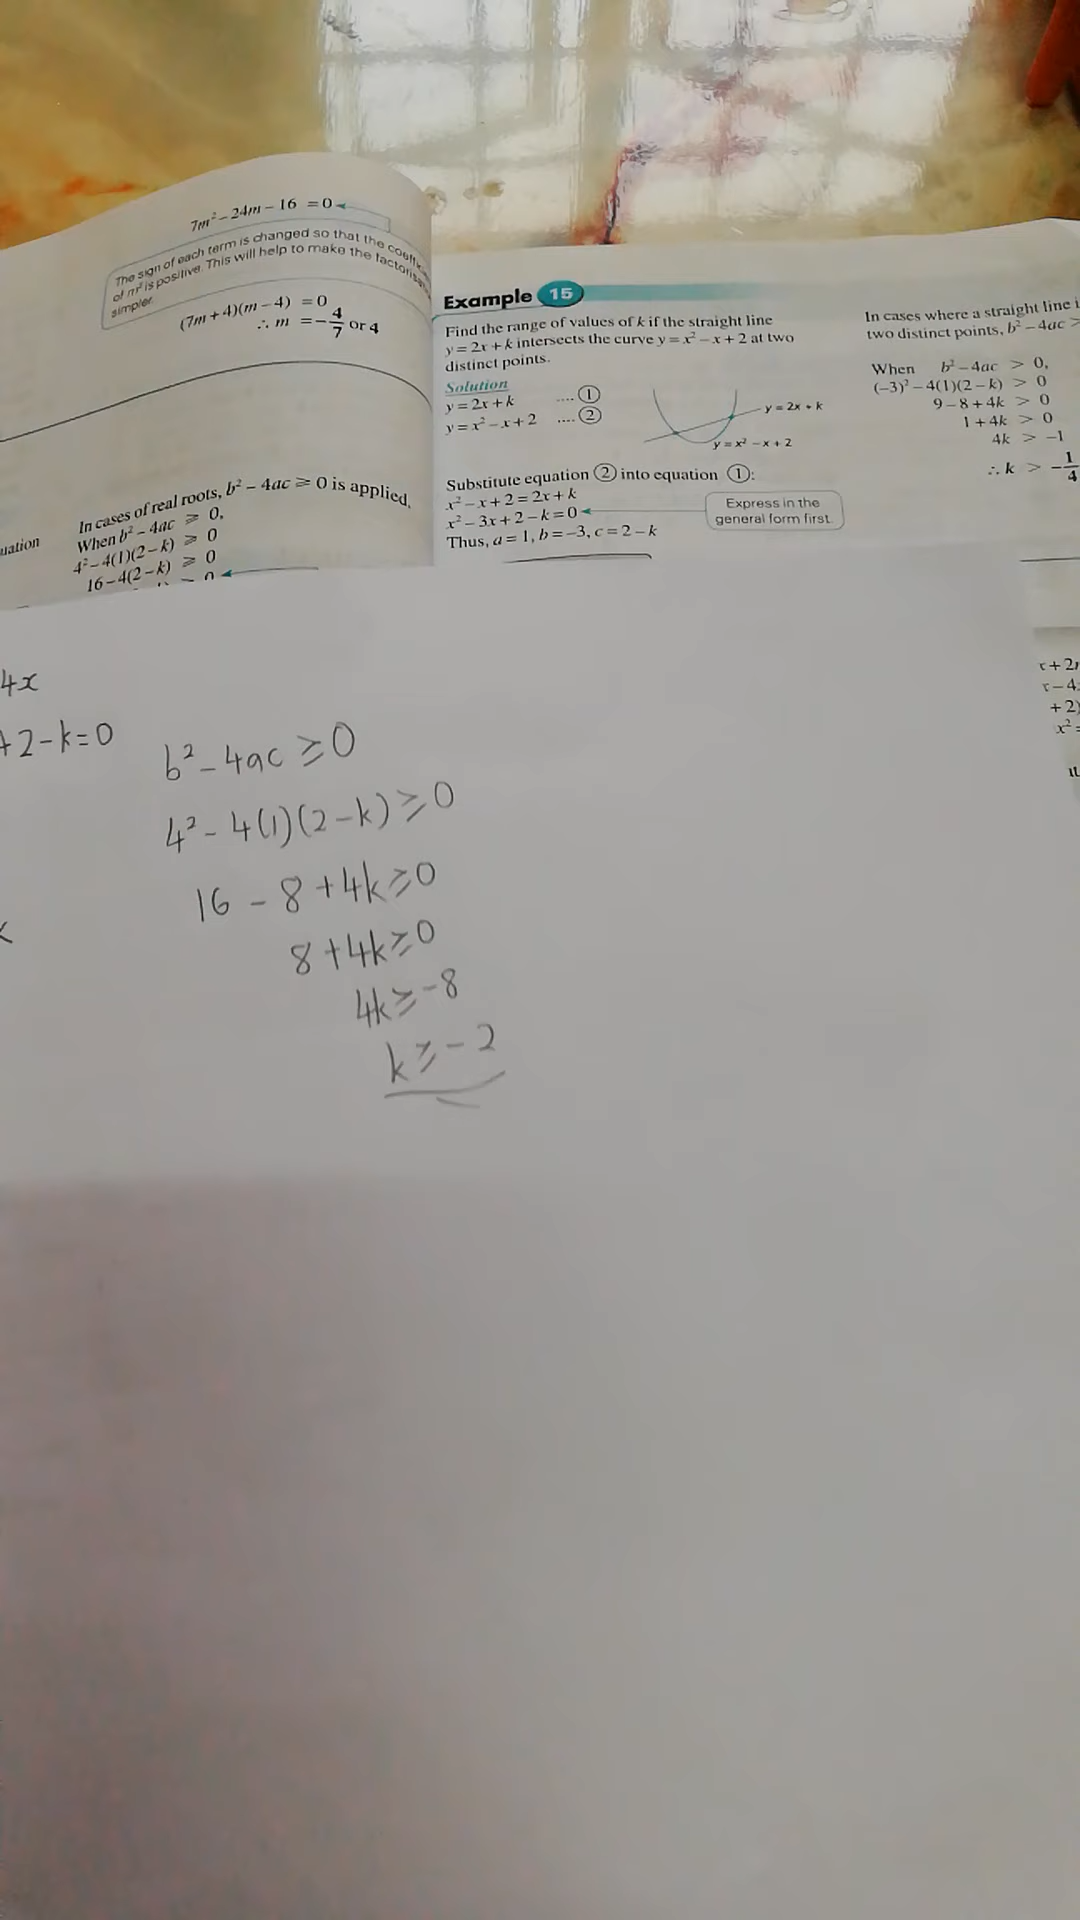 7m² − 24m − 16 = 0
The sign of each term is changed so that the
of m² is positive. This will help to make the
simpler.
(7m + 4)(m − 4) = 0
∴ m = −4/7 or 4
In cases of real roots, b² − 4ac ≥ 0 is applied.
When b² − 4ac ≥ 0,
4² − 4(1)(2 − k) ≥ 0
16 − 4(2 − k) ≥ 0
Example 15
Find the range of values of k if the straight line
y = 2x + k intersects the curve y = x² − x + 2 at two
distinct points.
Solution
y = 2x + k .... ①
y = x² − x + 2 .... ②
y = 2x + k
y = x² − x + 2
Substitute equation ② into equation ①:
x² − x + 2 = 2x + k
x² − 3x + 2 − k = 0
Express in the
general form first.
Thus, a = 1, b = −3, c = 2 − k
In cases where a straight line
two distinct points, b² − 4ac >
When b² − 4ac > 0,
(−3)² − 4(1)(2 − k) > 0
9 − 8 + 4k > 0
1 + 4k > 0
4k > −1
∴ k > −1/4
4x
+2−k=0
b² − 4ac ≥ 0
4² − 4(1)(2−k) ≥ 0
16 − 8 + 4k ≥ 0
8 + 4k ≥ 0
4k ≥ −8
k ≥ −2